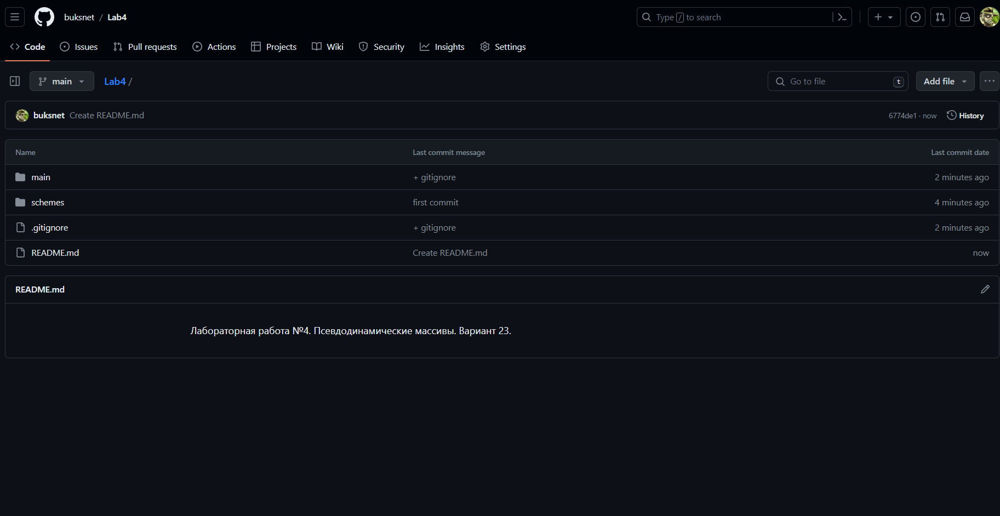 buksnet / Lab4
Type / to search
Code Issues Pull requests Actions Projects Wiki Security Insights Settings
main Lab4 / Go to file t Add file
buksnet Create README.md 6774de1 · now History
Name Last commit message Last commit date
main + gitignore 2 minutes ago
schemes first commit 4 minutes ago
.gitignore + gitignore 2 minutes ago
README.md Create README.md now
README.md
Лабораторная работа №4. Псевдодинамические массивы. Вариант 23.